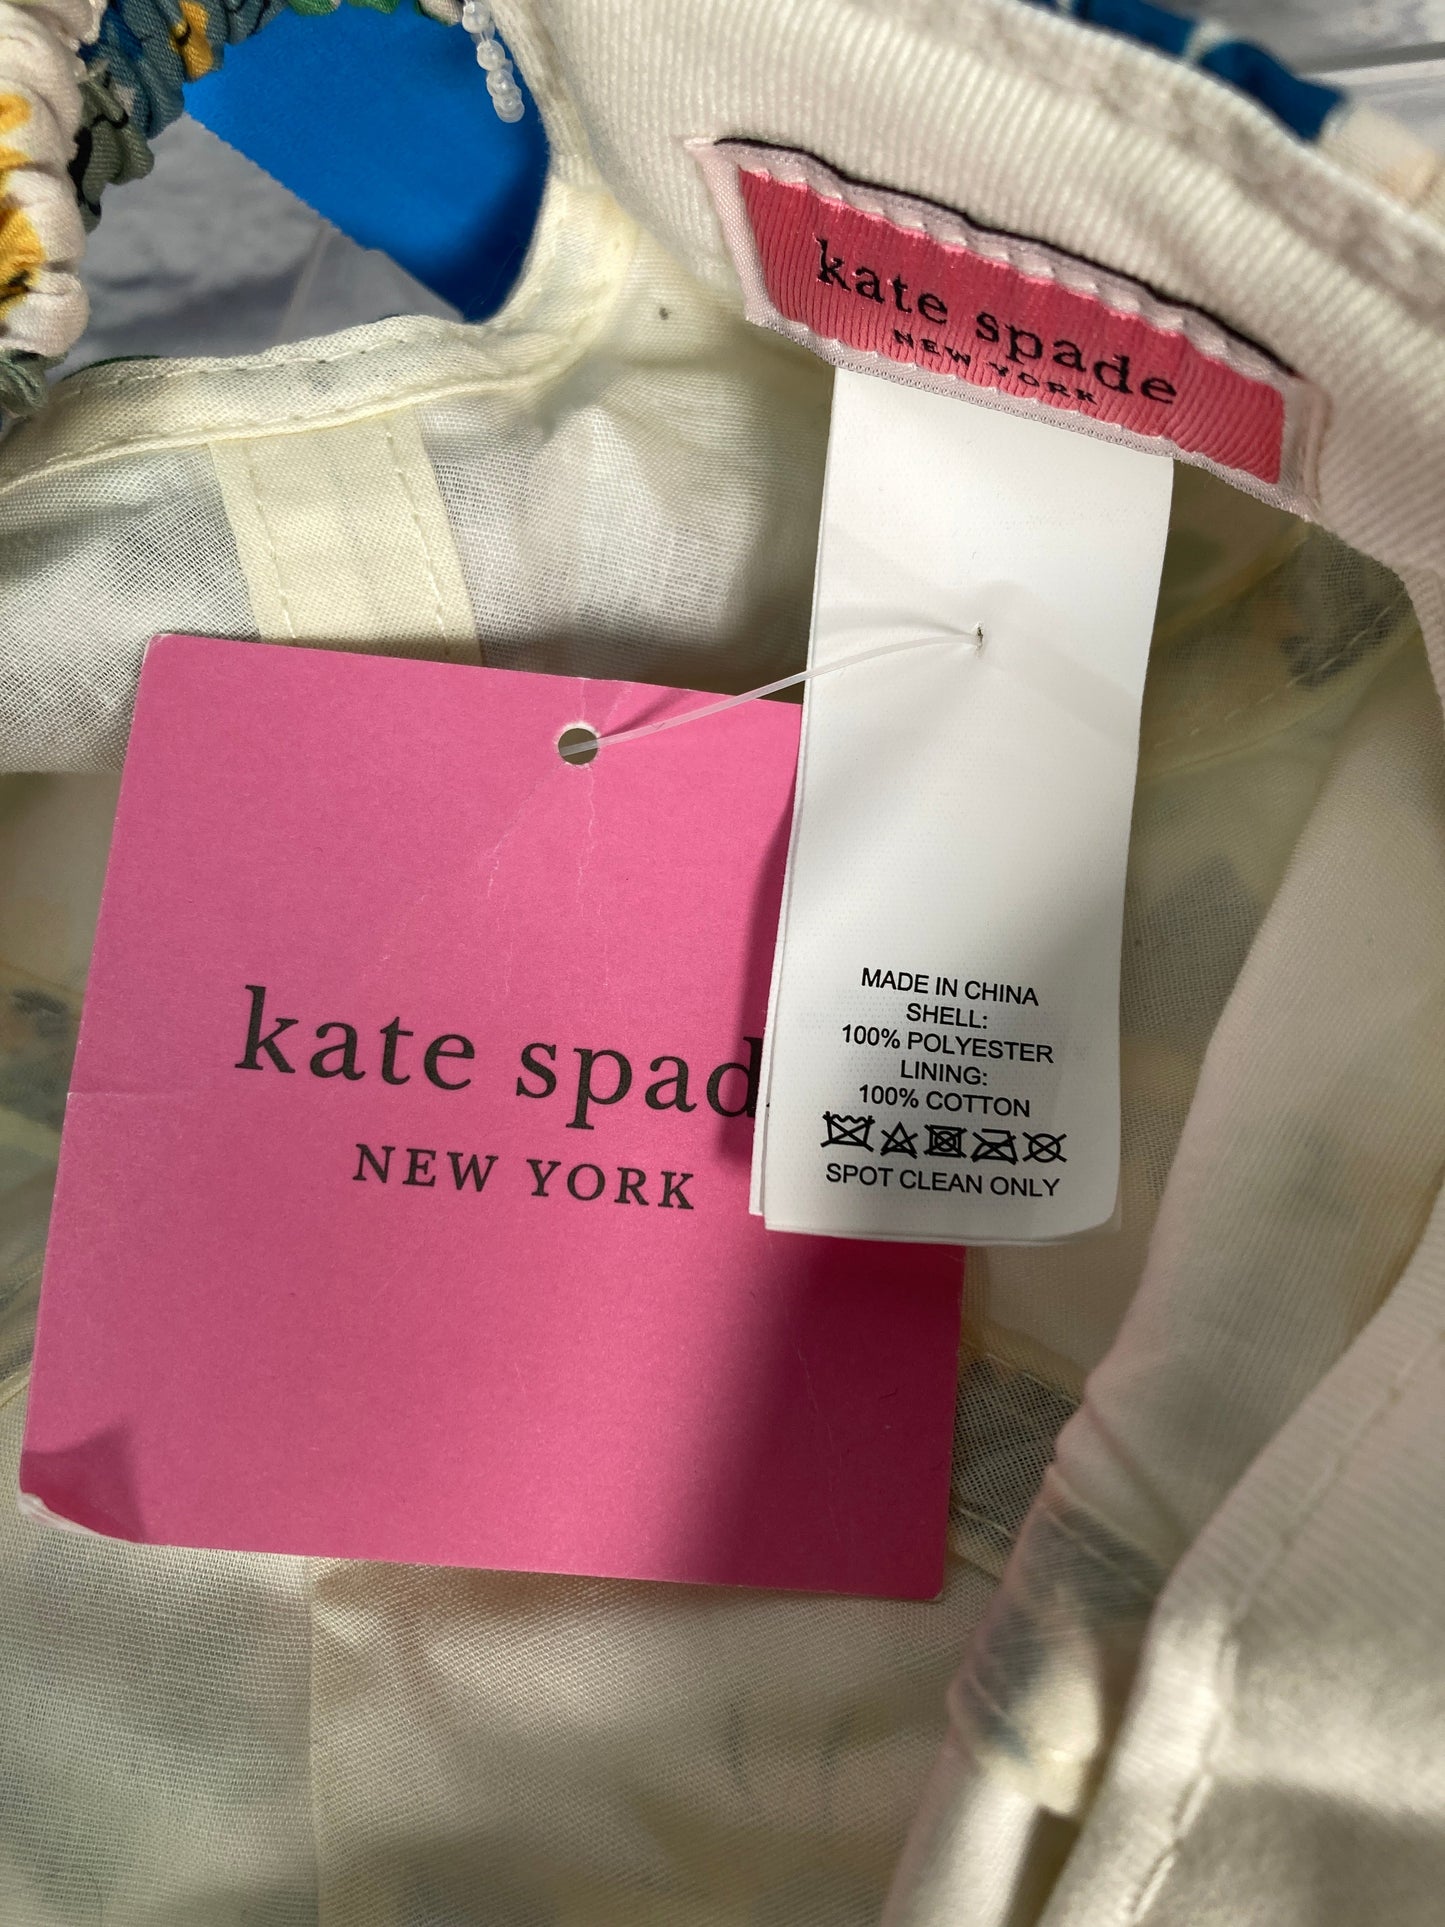 kate spade
NEW YORK
kate spad
NEW YORK
MADE IN CHINA
SHELL:
100% POLYESTER
LINING:
100% COTTON
SPOT CLEAN ONLY